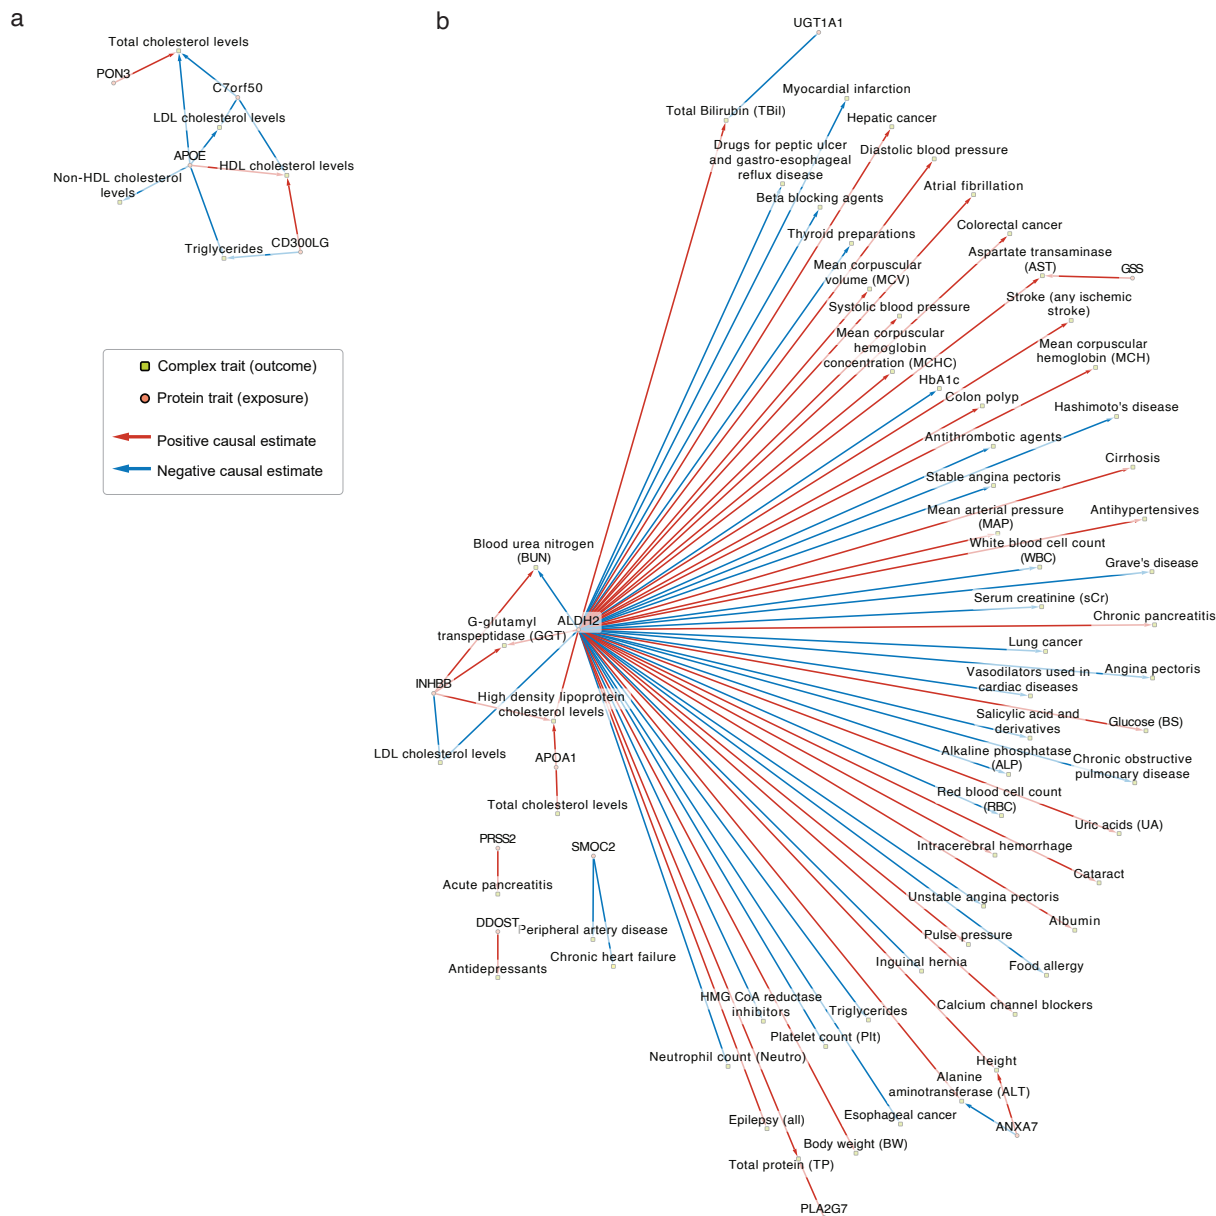 a
Total cholesterol levels
PON3
C7orf50
LDL cholesterol levels
APOE
HDL cholesterol levels
Non-HDL cholesterol
levels
Triglycerides
CD300LG
Complex trait (outcome)
Protein trait (exposure)
Positive causal estimate
Negative causal estimate
b
UGT1A1
Myocardial infarction
Total Bilirubin (TBil)
Hepatic cancer
Drugs for peptic ulcer
and gastro-esophageal
reflux disease
Diastolic blood pressure
Beta blocking agents
Atrial fibrillation
Thyroid preparations
Colorectal cancer
Mean corpuscular
volume (MCV)
Aspartate transaminase
(AST)
GSS
Systolic blood pressure
Stroke (any ischemic
stroke)
Mean corpuscular
hemoglobin
concentration (MCHC)
Mean corpuscular
hemoglobin (MCH)
HbA1c
Colon polyp
Hashimoto's disease
Antithrombotic agents
Cirrhosis
Stable angina pectoris
Mean arterial pressure
(MAP)
Antihypertensives
White blood cell count
(WBC)
Blood urea nitrogen
(BUN)
Grave's disease
Serum creatinine (sCr)
Chronic pancreatitis
ALDH2
G-glutamyl
transpeptidase (GGT)
Lung cancer
Angina pectoris
Vasodilators used in
cardiac diseases
INHBB
High density lipoprotein
cholesterol levels
Salicylic acid and
derivatives
Glucose (BS)
LDL cholesterol levels
APOA1
Alkaline phosphatase
(ALP)
Chronic obstructive
pulmonary disease
Total cholesterol levels
Red blood cell count
(RBC)
Uric acids (UA)
PRSS2
SMOC2
Intracerebral hemorrhage
Cataract
Acute pancreatitis
Unstable angina pectoris
Albumin
DDOST
Peripheral artery disease
Pulse pressure
Chronic heart failure
Inguinal hernia
Food allergy
Antidepressants
HMG CoA reductase
inhibitors
Triglycerides
Calcium channel blockers
Platelet count (Plt)
Neutrophil count (Neutro)
Height
Alanine
aminotransferase (ALT)
Epilepsy (all)
Esophageal cancer
ANXA7
Body weight (BW)
Total protein (TP)
PLA2G7